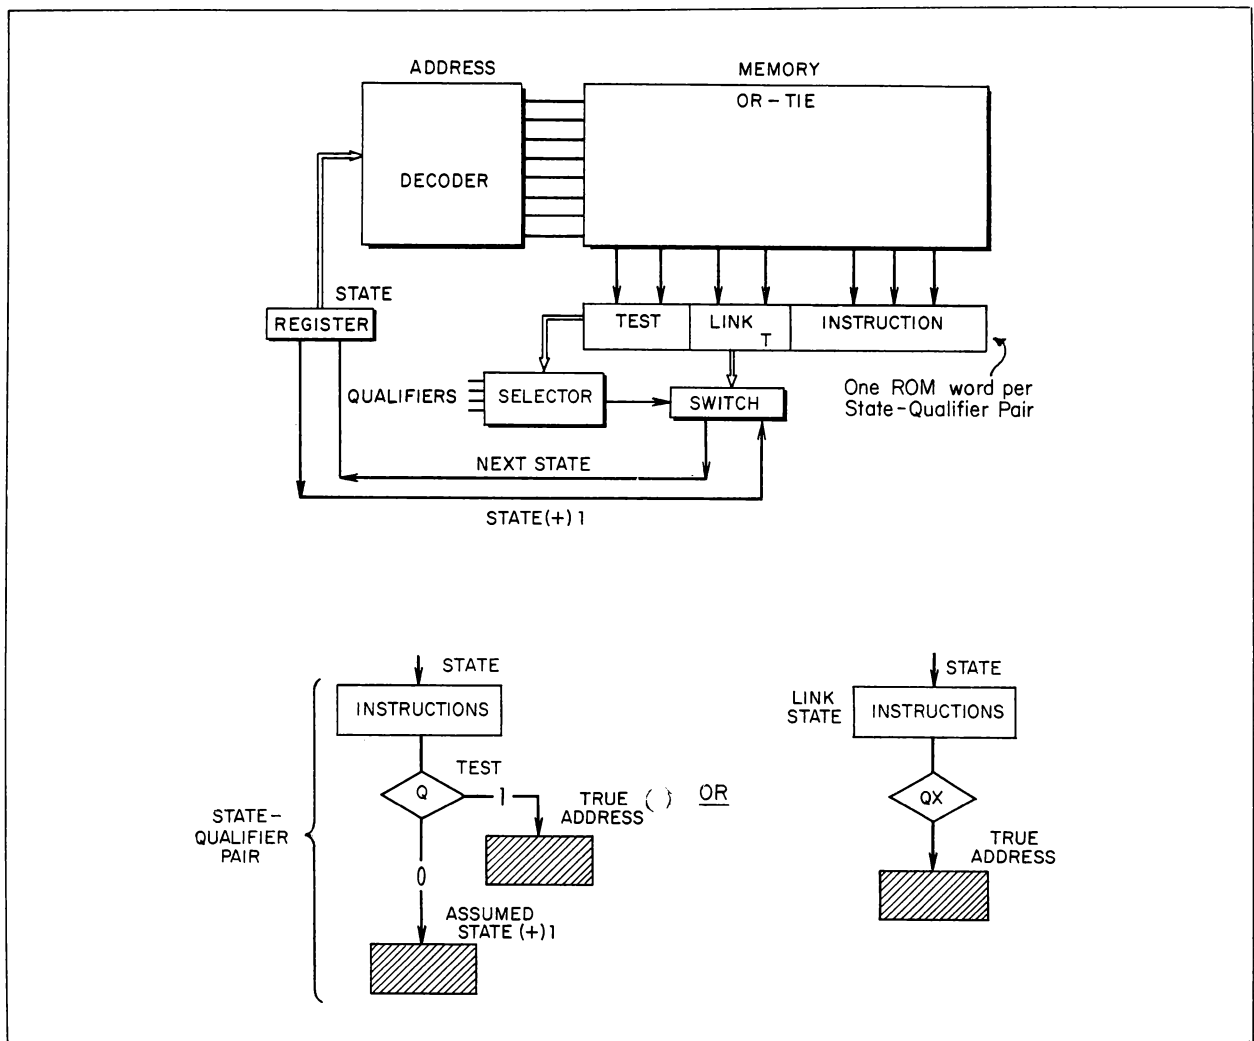 ADDRESS
MEMORY
OR-TIE
DECODER
STATE
REGISTER
TEST
LINK
T
INSTRUCTION
QUALIFIERS
SELECTOR
SWITCH
One ROM word per
State-Qualifier Pair
NEXT STATE
STATE(+)1
STATE
INSTRUCTIONS
TEST
Q
1
TRUE ( )
ADDRESS
OR
STATE-
QUALIFIER
PAIR
0
ASSUMED
STATE(+)1
STATE
LINK
STATE
INSTRUCTIONS
QX
TRUE
ADDRESS